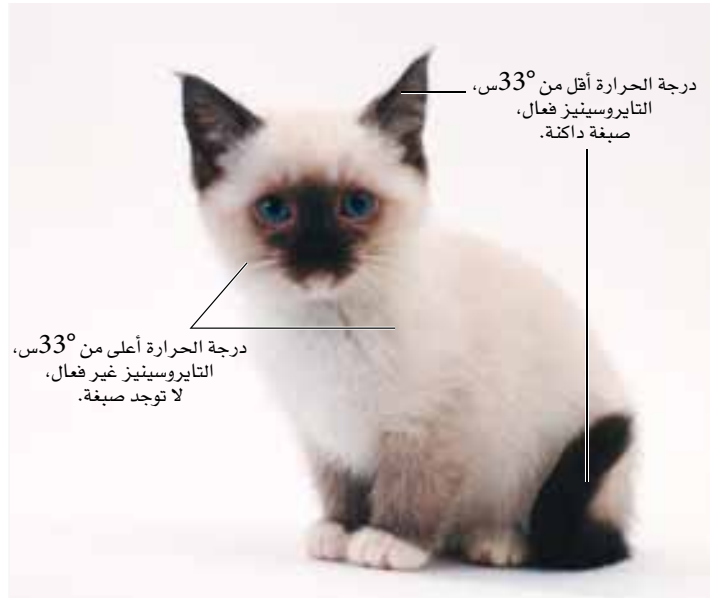 درجة الحرارة أقل من 33°س،
التايروسينيز فعال،
صبغة داكنة.
درجة الحرارة أعلى من 33°س،
التايروسينيز غير فعال،
لا توجد صبغة.